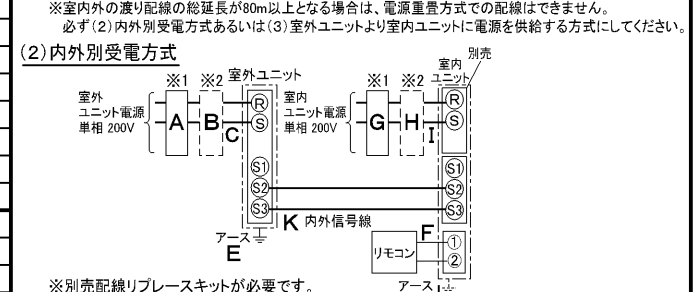 ※室内外の渡り配線の総延長が80m以上となる場合は、電源重畳方式での配線はできません。
必ず(2)内外別受電方式あるいは(3)室外ユニットより室内ユニットに電源を供給する方式にしてください。
(2)内外別受電方式
別売
※1 ※2 室外ユニット
※1 ※2 室内ユニット
室外
ユニット電源
単相 200V
A B C
R
S
室内
ユニット電源
単相 200V
G H I
R
S
S1
S2
S3
S1
S2
S3
K 内外信号線
アース
E
リモコン
F
①
②
アース
※別売配線リプレースキットが必要です。